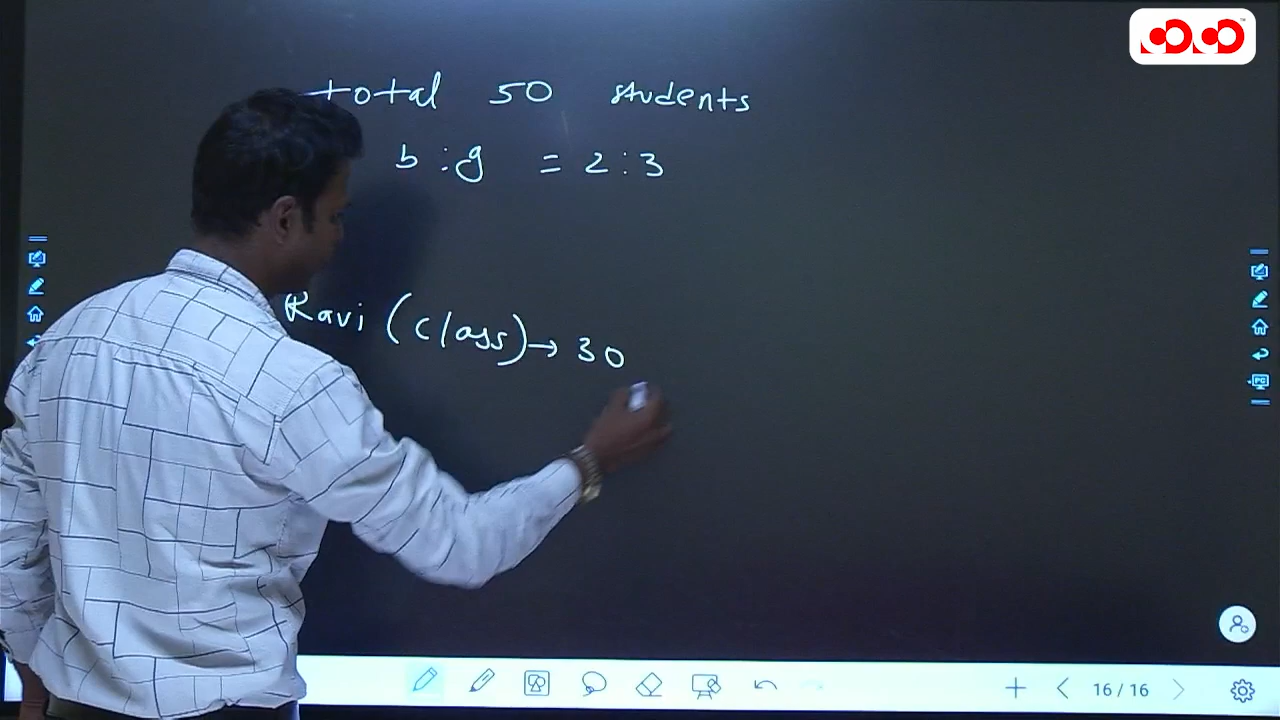 total 50 students
b : g = 2 : 3
Ravi (class) → 30
16 / 16